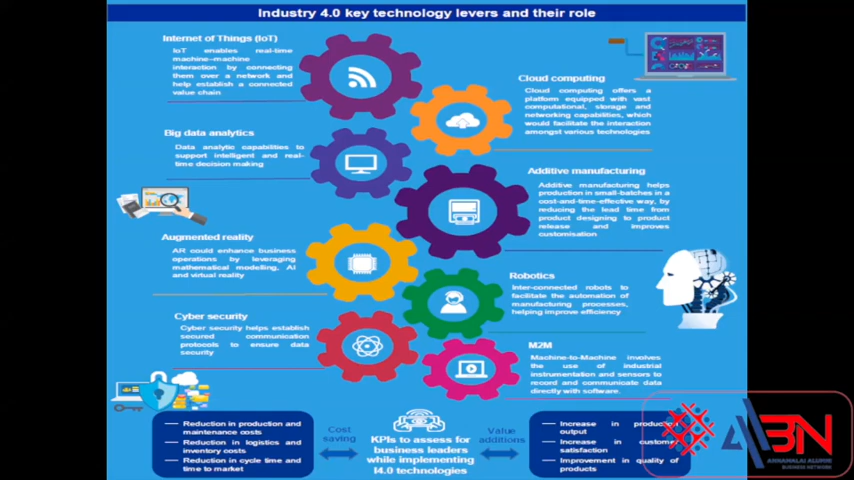 Industry 4.0 key technology levers and their role
Internet of Things (IoT)
IoT enables real-time
machine–machine
interaction by connecting
them over a network and
help establish a connected
value chain
Cloud computing
Cloud computing offers a
platform equipped with vast
computational, storage and
networking capabilities, which
would facilitate the interaction
amongst various technologies
Big data analytics
Data analytic capabilities to
support intelligent and real-
time decision making
Additive manufacturing
Additive manufacturing helps
production in small-batches in a
cost-and-time-effective way, by
reducing the lead time from
product designing to product
release and improves
customisation
Augmented reality
AR could enhance business
operations by leveraging
mathematical modelling, AI
and virtual reality
Robotics
Inter-connected robots to
facilitate the automation of
manufacturing processes,
helping improve efficiency
Cyber security
Cyber security helps establish
secured communication
protocols to ensure data
security
M2M
Machine-to-Machine involves
the use of industrial
instrumentation and sensors to
record and communicate data
directly with software.
Reduction in production and
maintenance costs
Reduction in logistics and
inventory costs
Reduction in cycle time and
time to market
Cost
saving
KPIs to assess for
business leaders
while implementing
I4.0 technologies
Value
additions
Increase in production
output
Increase in customer
satisfaction
Improvement in quality of
products
ABN
ANNAMALAI ALUMNI
BUSINESS NETWORK